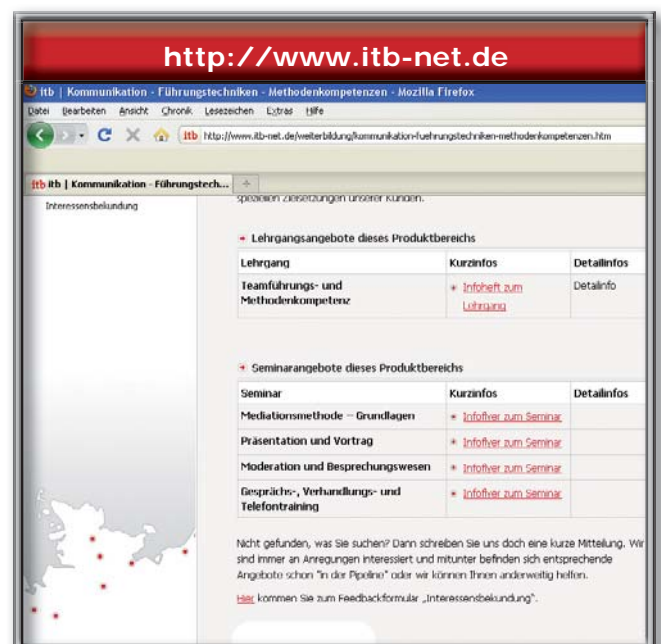 http://www.itb-net.de
itb | Kommunikation - Führungstechniken - Methodenkompetenzen - Mozilla Firefox
Datei Bearbeiten Ansicht Chronik Lesezeichen Extras Hilfe
itb http://www.itb-net.de/weiterbildung/kommunikation-fuehrungstechniken-methodenkompetenzen.htm
itb itb | Kommunikation - Führungstech...
Interessensbekundung
speziellen Zielsetzungen unserer Kunden.
Lehrgangsangebote dieses Produktbereichs
Lehrgang Kurzinfos Detailinfos
Teamführungs- und Methodenkompetenz Infoheft zum Lehrgang Detailinfo
Seminarangebote dieses Produktbereichs
Seminar Kurzinfos Detailinfos
Mediationsmethode – Grundlagen Infoflyer zum Seminar
Präsentation und Vortrag Infoflyer zum Seminar
Moderation und Besprechungswesen Infoflyer zum Seminar
Gesprächs-, Verhandlungs- und Telefontraining Infoflyer zum Seminar
Nicht gefunden, was Sie suchen? Dann schreiben Sie uns doch eine kurze Mitteilung. Wir
sind immer an Anregungen interessiert und mitunter befinden sich entsprechende
Angebote schon "in der Pipeline" oder wir können Ihnen anderweitig helfen.
Hier kommen Sie zum Feedbackformular „Interessensbekundung".